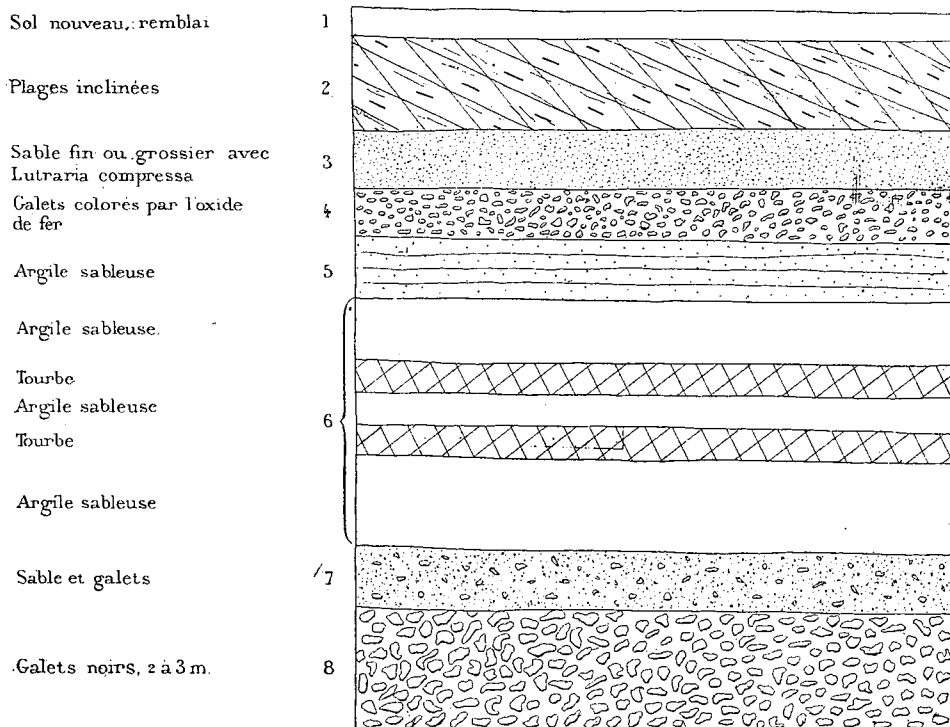 Sol nouveau, remblai 1
Plages inclinées 2
Sable fin ou grossier avec
Lutraria compressa 3
Galets colorés par l'oxide
de fer 4
Argile sableuse 5
Argile sableuse
Tourbe
Argile sableuse 6
Tourbe
Argile sableuse
Sable et galets 7
Galets noirs, 2 à 3 m. 8